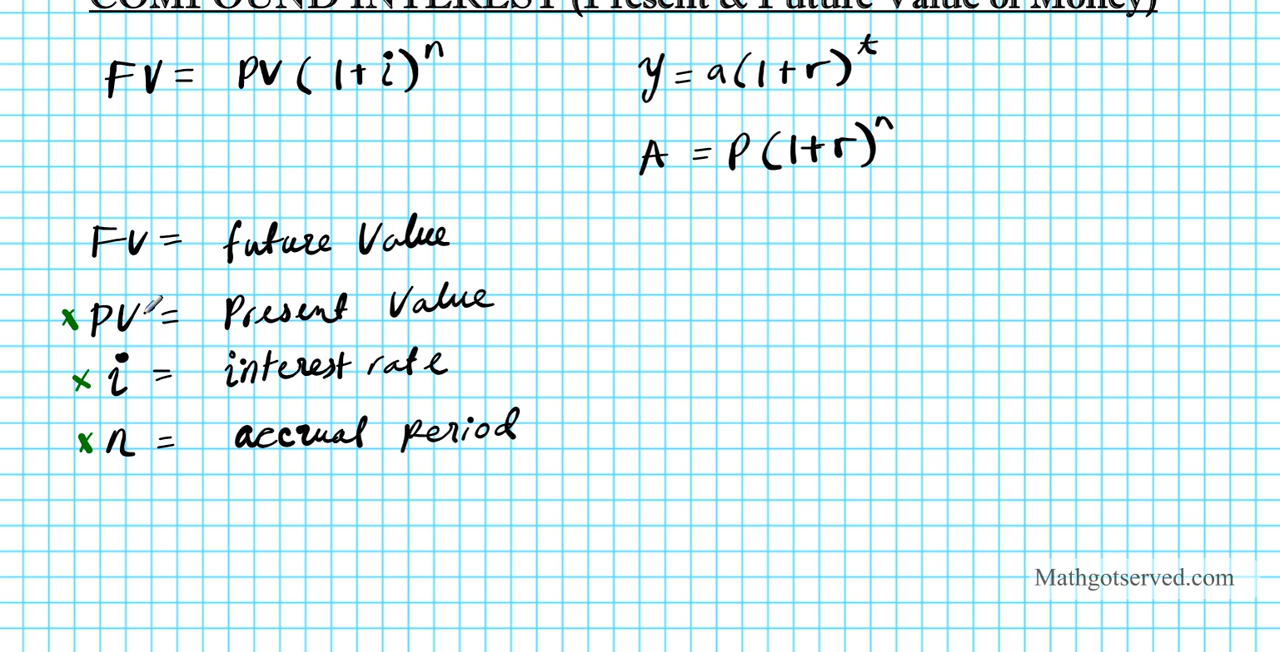 COMPOUND INTEREST (Present & Future Value of Money)
FV = PV(1+i)^n
y = a(1+r)^t
A = P(1+r)^n
FV = future Value
x PV = Present Value
x i = interest rate
x n = accrual period
Mathgotserved.com